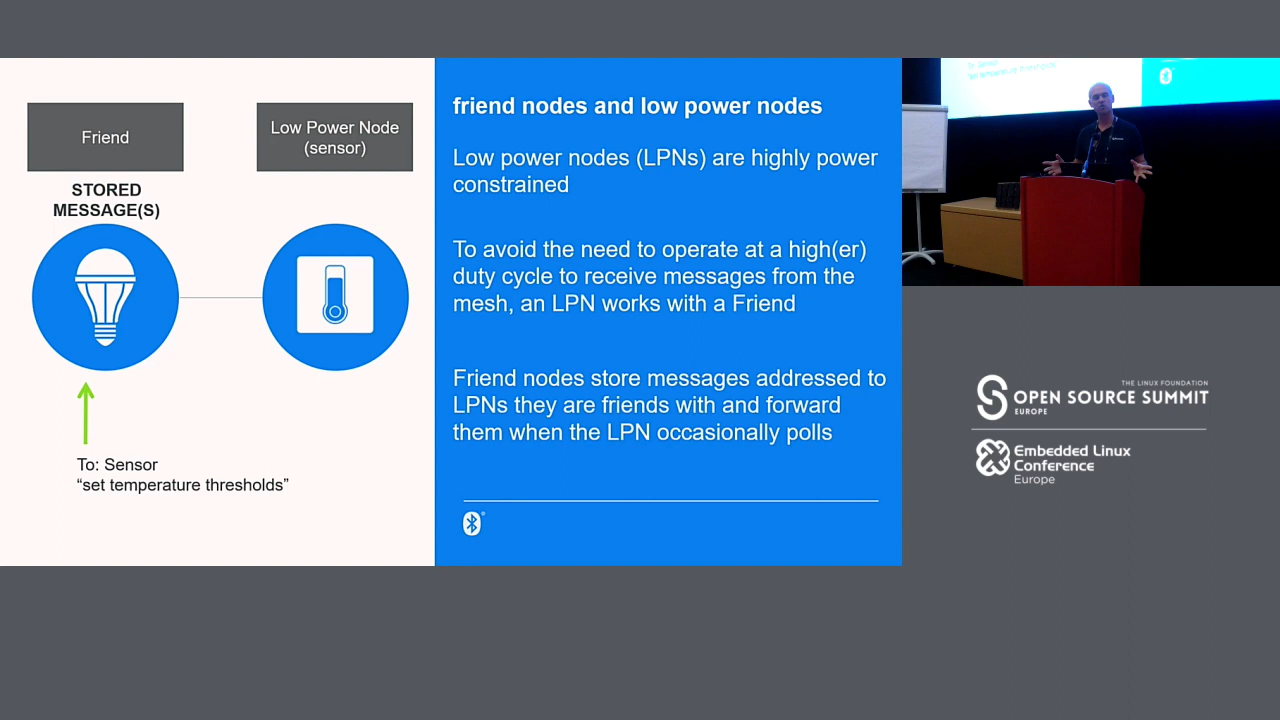 Friend
Low Power Node
(sensor)
STORED
MESSAGE(S)
To: Sensor
“set temperature thresholds”
friend nodes and low power nodes
Low power nodes (LPNs) are highly power
constrained
To avoid the need to operate at a high(er)
duty cycle to receive messages from the
mesh, an LPN works with a Friend
Friend nodes store messages addressed to
LPNs they are friends with and forward
them when the LPN occasionally polls
THE LINUX FOUNDATION
OPEN SOURCE SUMMIT
EUROPE
Embedded Linux
Conference
Europe